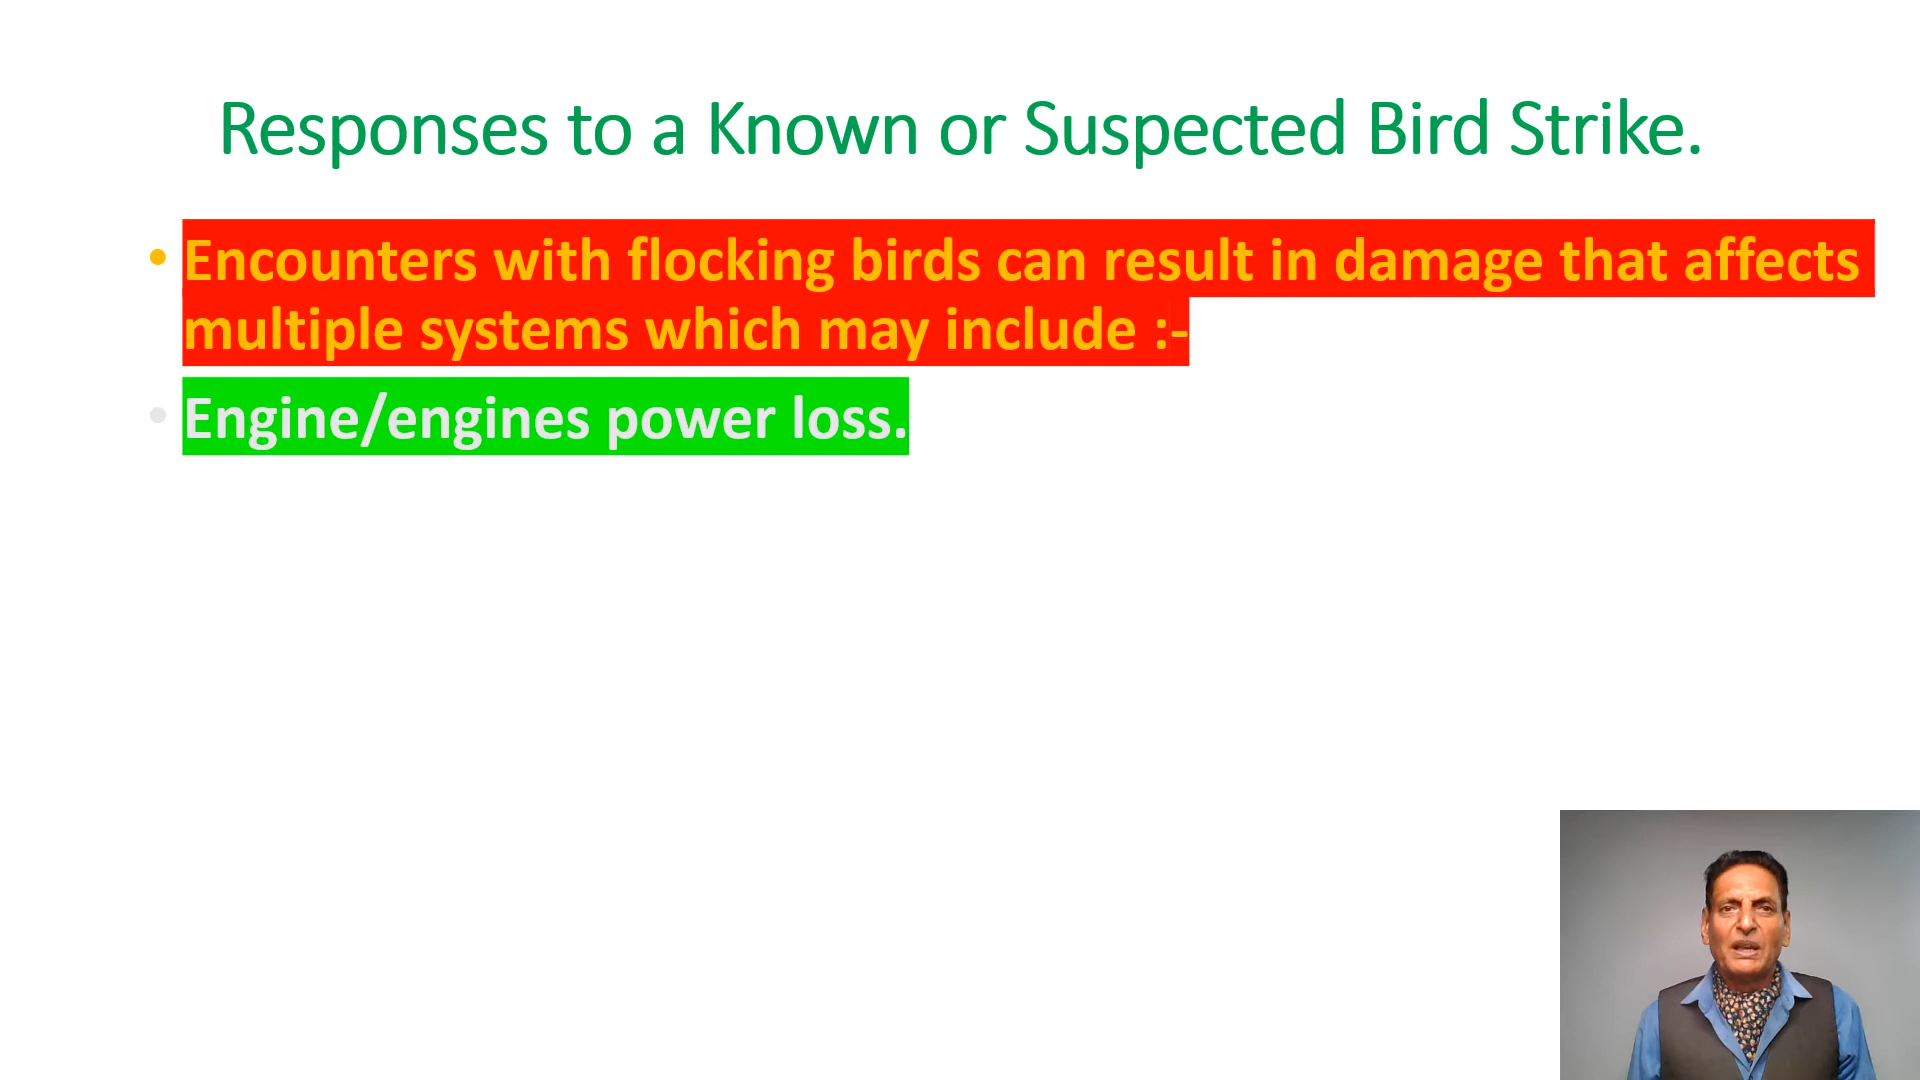 Responses to a Known or Suspected Bird Strike.
• Encounters with flocking birds can result in damage that affects
multiple systems which may include :-
• Engine/engines power loss.